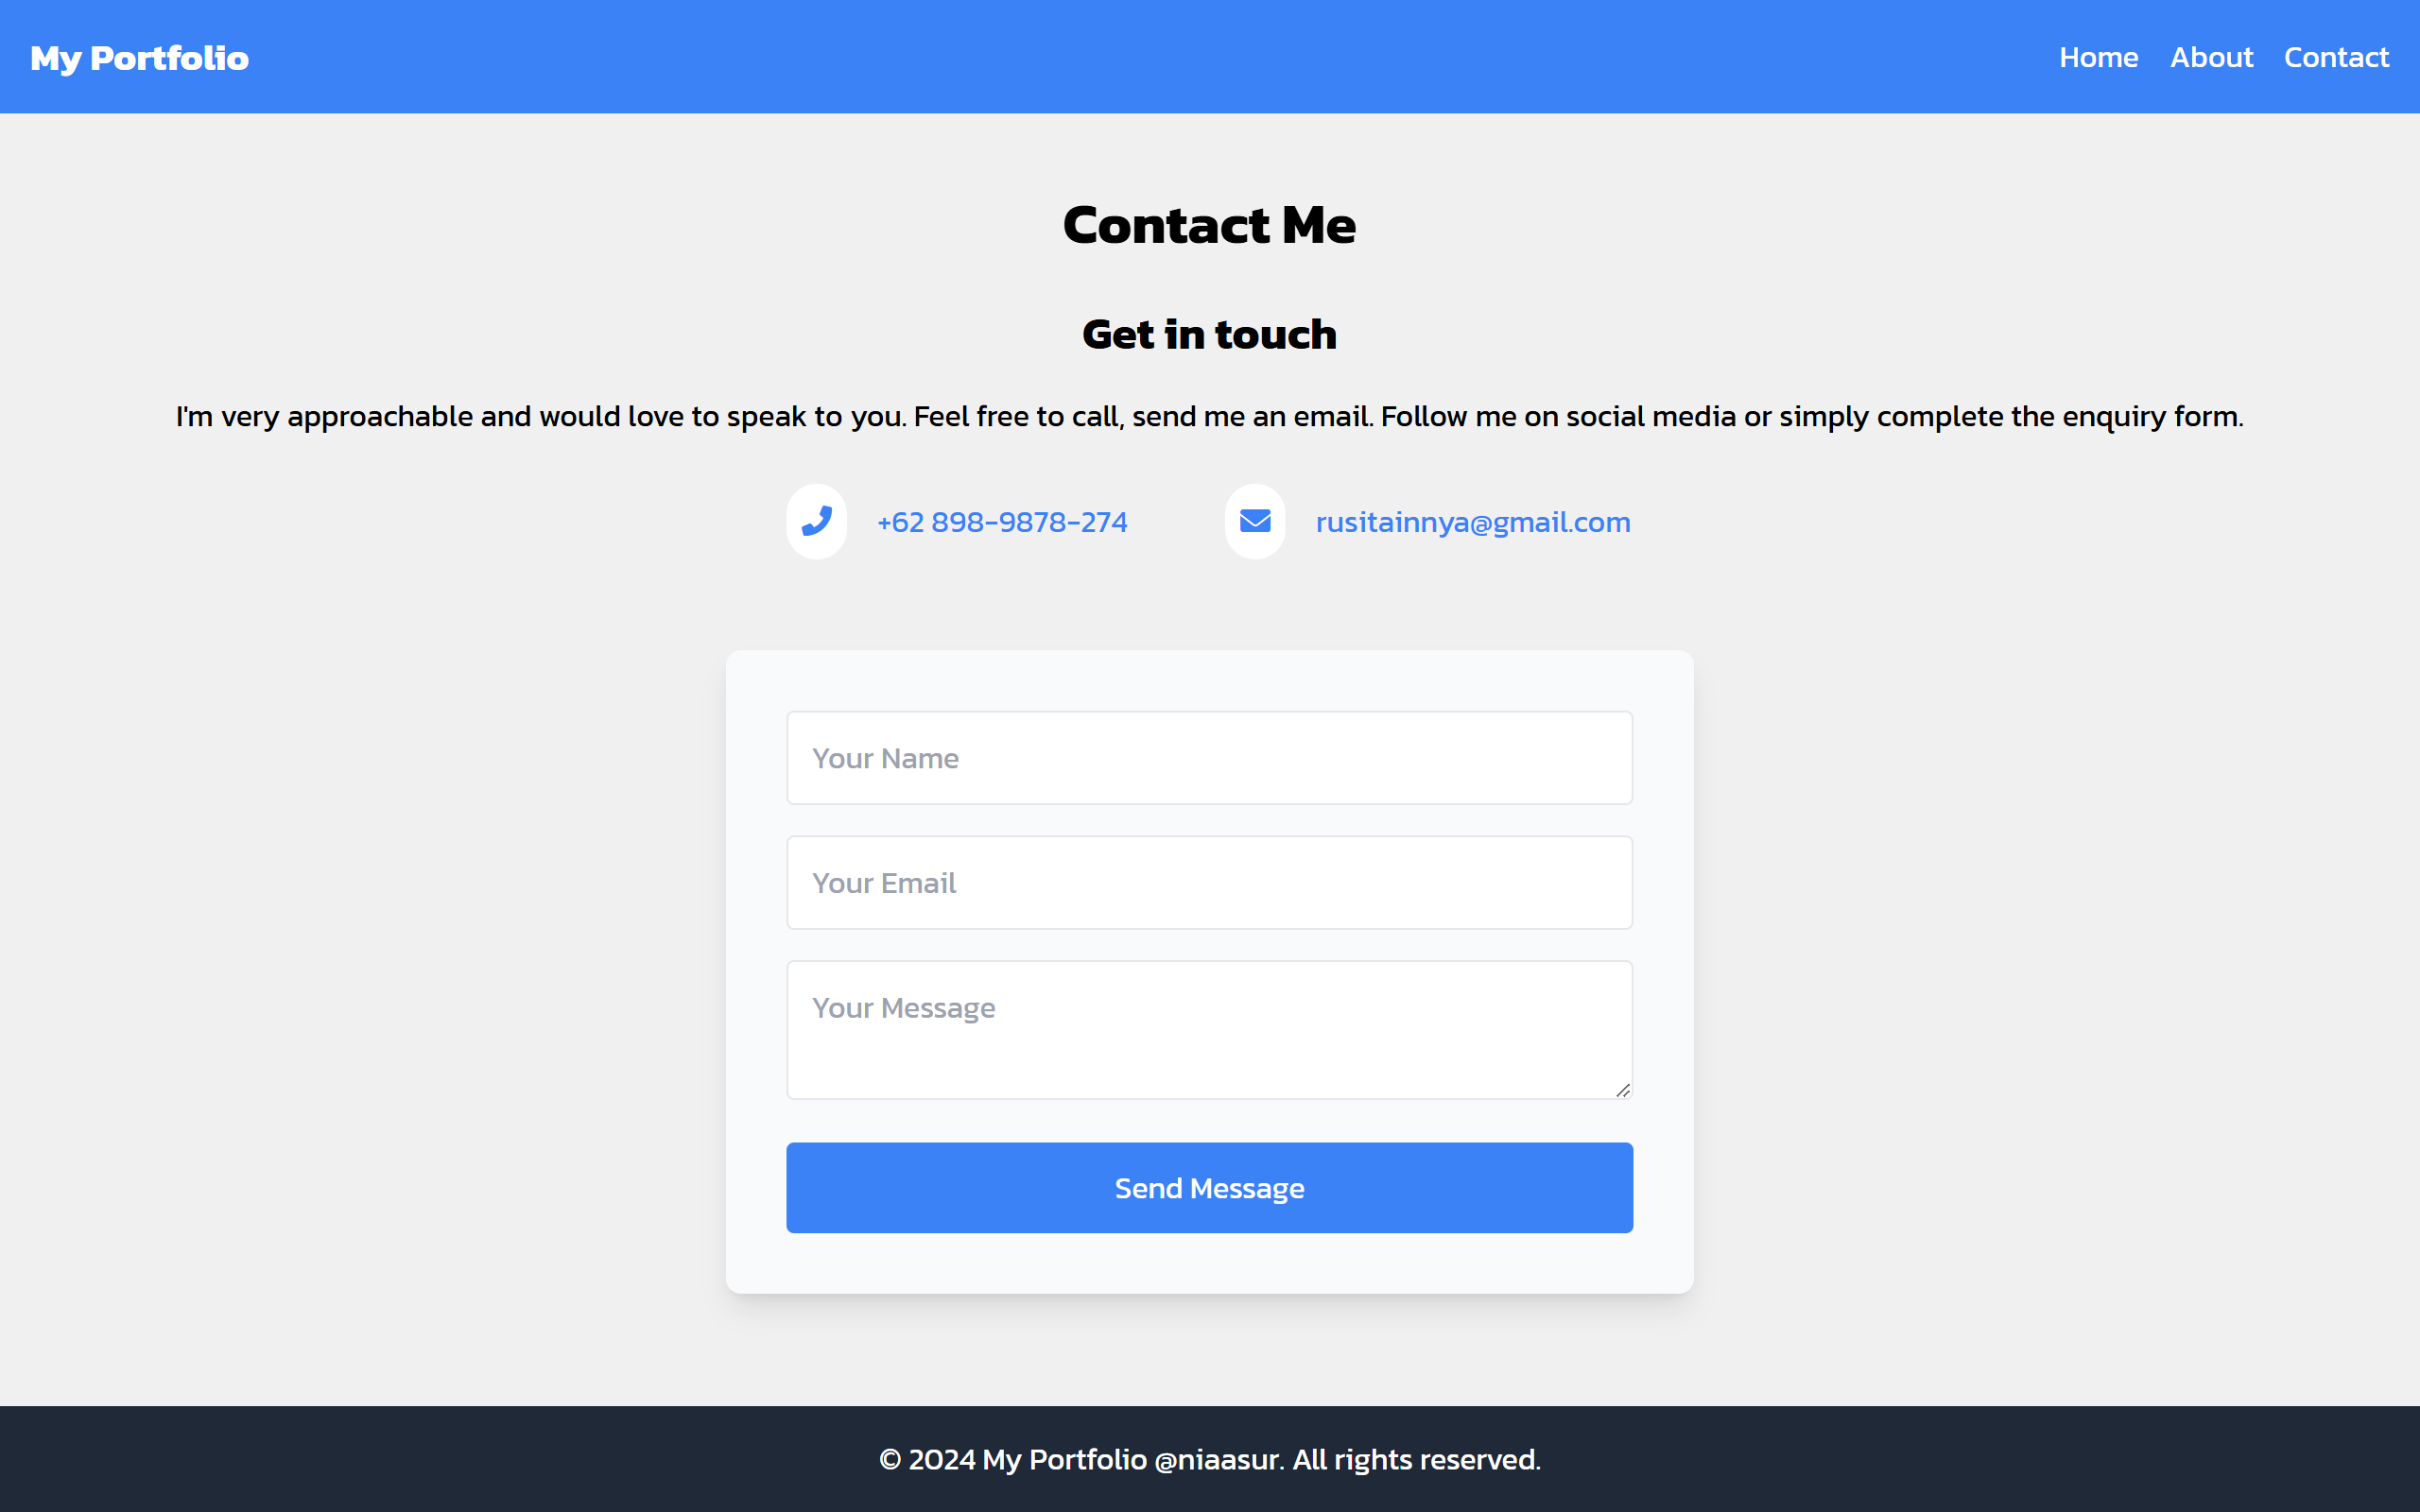 My Portfolio
Home About Contact
Contact Me
Get in touch
I'm very approachable and would love to speak to you. Feel free to call, send me an email. Follow me on social media or simply complete the enquiry form.
+62 898-9878-274 rusitainnya@gmail.com
Your Name
Your Email
Your Message
Send Message
© 2024 My Portfolio @niaasur. All rights reserved.